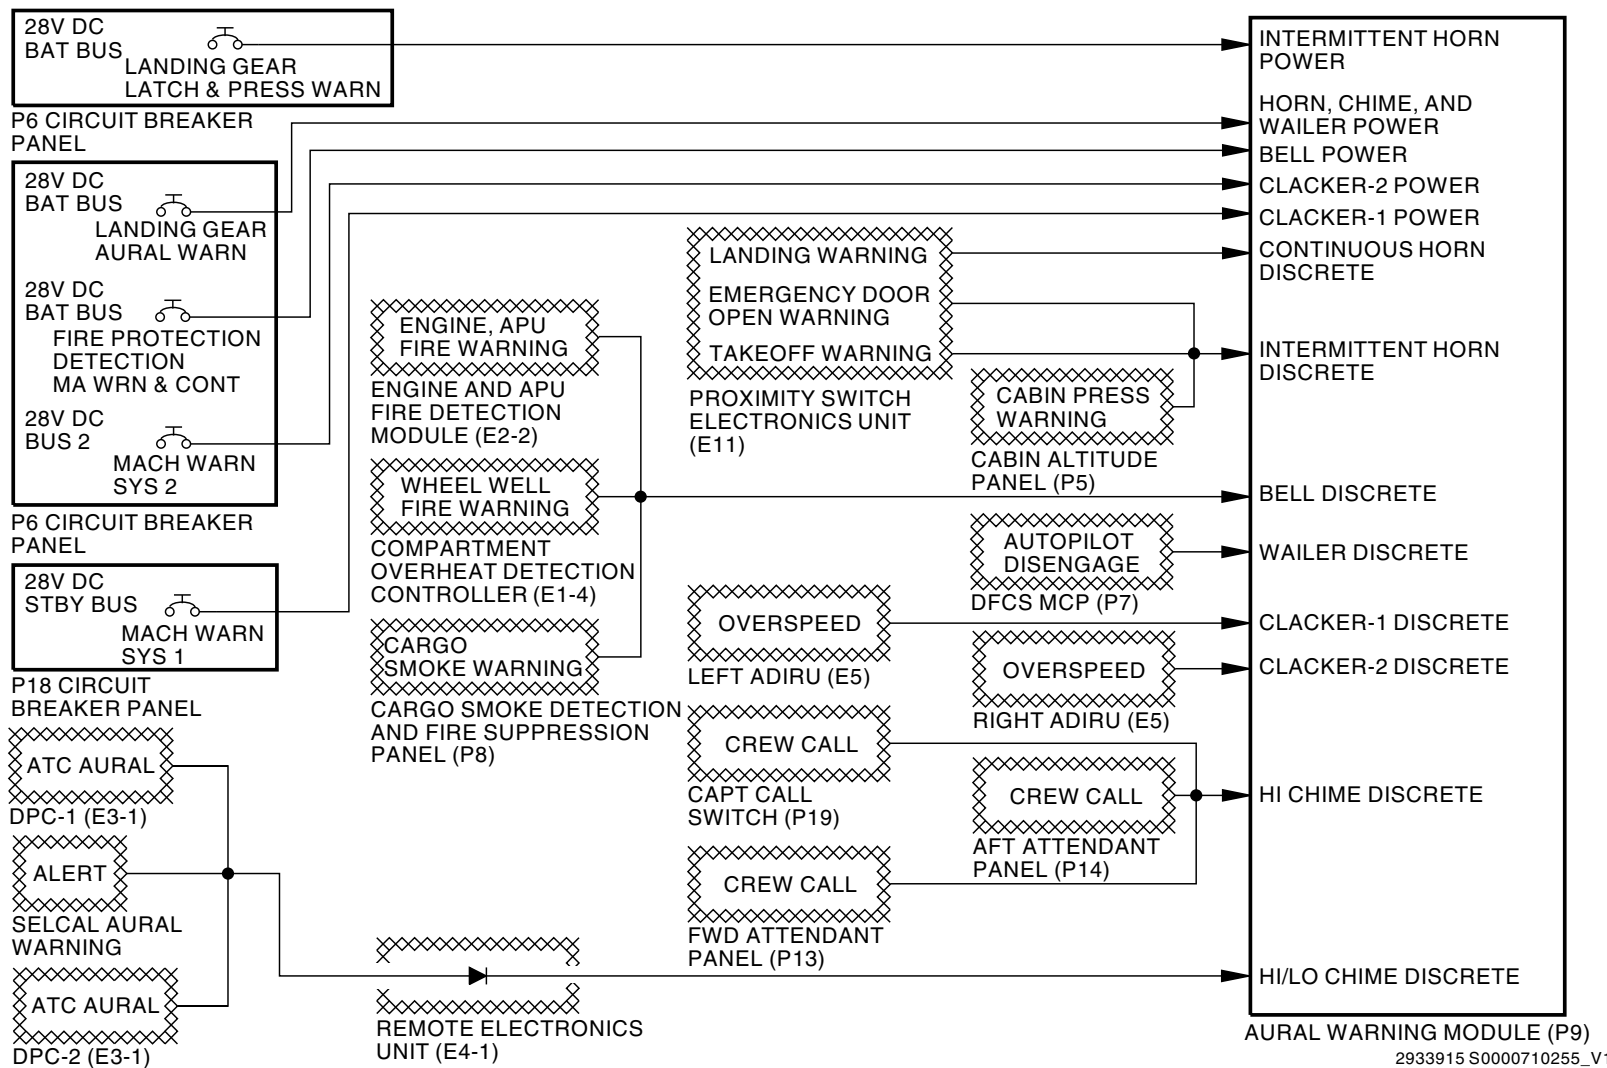 28V DC
BAT BUS
LANDING GEAR
LATCH & PRESS WARN
P6 CIRCUIT BREAKER
PANEL
28V DC
BAT BUS
LANDING GEAR
AURAL WARN
28V DC
BAT BUS
FIRE PROTECTION
DETECTION
MA WRN & CONT
28V DC
BUS 2
MACH WARN
SYS 2
P6 CIRCUIT BREAKER
PANEL
28V DC
STBY BUS
MACH WARN
SYS 1
P18 CIRCUIT
BREAKER PANEL
ATC AURAL
DPC-1 (E3-1)
ALERT
SELCAL AURAL
WARNING
ATC AURAL
DPC-2 (E3-1)
ENGINE, APU
FIRE WARNING
ENGINE AND APU
FIRE DETECTION
MODULE (E2-2)
WHEEL WELL
FIRE WARNING
COMPARTMENT
OVERHEAT DETECTION
CONTROLLER (E1-4)
CARGO
SMOKE WARNING
CARGO SMOKE DETECTION
AND FIRE SUPPRESSION
PANEL (P8)
REMOTE ELECTRONICS
UNIT (E4-1)
LANDING WARNING
EMERGENCY DOOR
OPEN WARNING
TAKEOFF WARNING
PROXIMITY SWITCH
ELECTRONICS UNIT
(E11)
CABIN PRESS
WARNING
CABIN ALTITUDE
PANEL (P5)
AUTOPILOT
DISENGAGE
DFCS MCP (P7)
OVERSPEED
LEFT ADIRU (E5)
OVERSPEED
RIGHT ADIRU (E5)
CREW CALL
CAPT CALL
SWITCH (P19)
CREW CALL
AFT ATTENDANT
PANEL (P14)
CREW CALL
FWD ATTENDANT
PANEL (P13)
INTERMITTENT HORN
POWER
HORN, CHIME, AND
WAILER POWER
BELL POWER
CLACKER-2 POWER
CLACKER-1 POWER
CONTINUOUS HORN
DISCRETE
INTERMITTENT HORN
DISCRETE
BELL DISCRETE
WAILER DISCRETE
CLACKER-1 DISCRETE
CLACKER-2 DISCRETE
HI CHIME DISCRETE
HI/LO CHIME DISCRETE
AURAL WARNING MODULE (P9)
2933915 S0000710255_V1